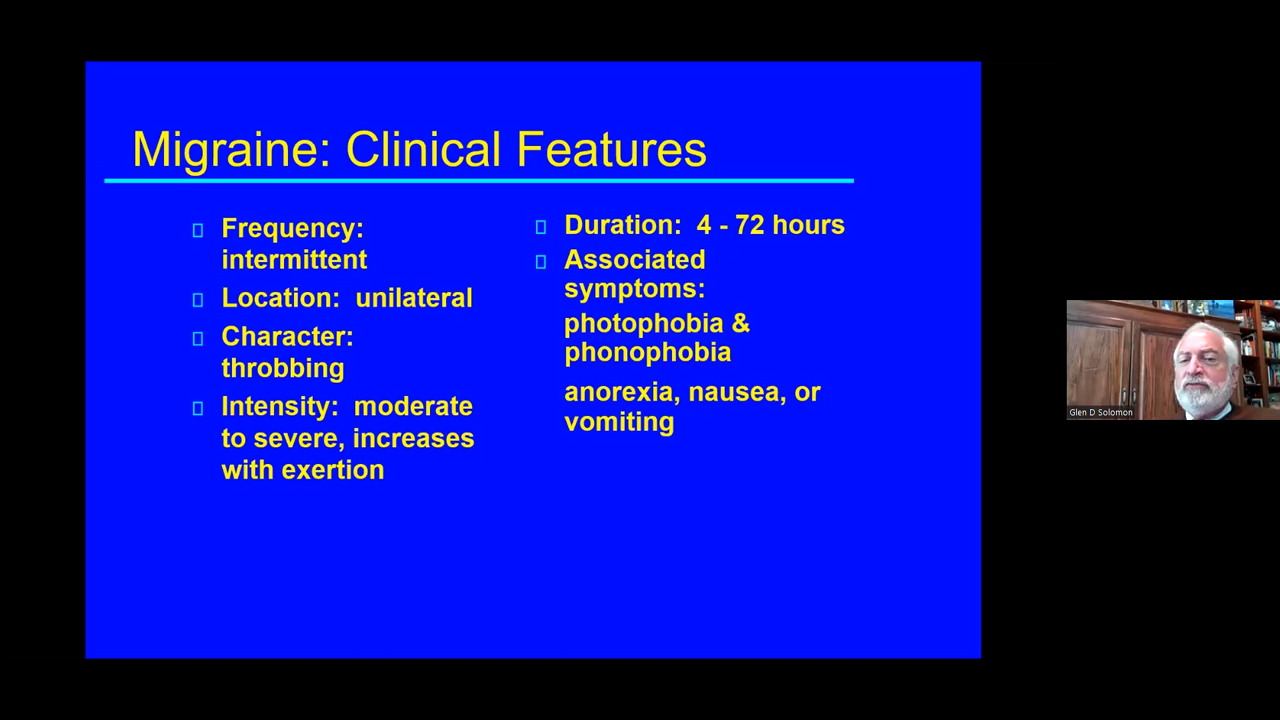 Migraine: Clinical Features
Frequency:
intermittent
Location: unilateral
Character:
throbbing
Intensity: moderate
to severe, increases
with exertion
Duration: 4 - 72 hours
Associated
symptoms:
photophobia &
phonophobia
anorexia, nausea, or
vomiting
Glen D Solomon